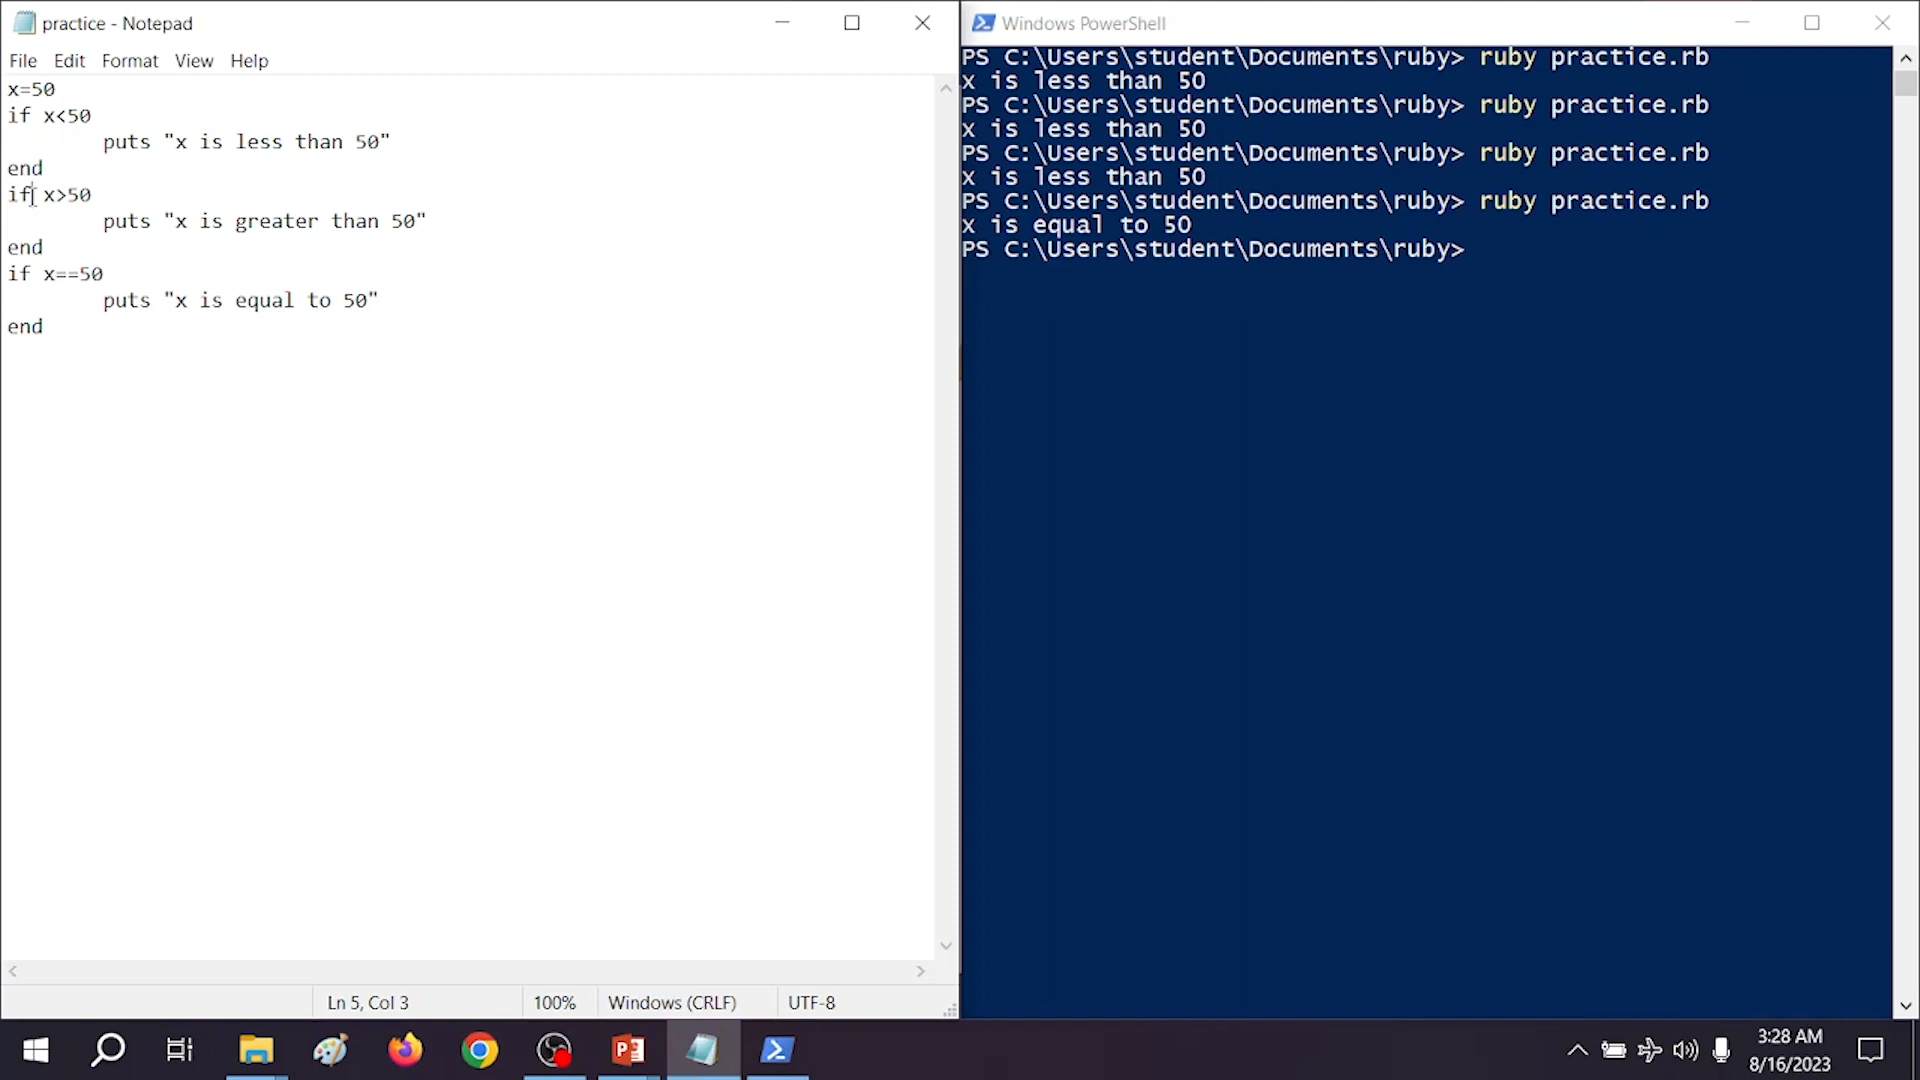 practice - Notepad
File Edit Format View Help
x=50
if x<50
puts "x is less than 50"
end
if x>50
puts "x is greater than 50"
end
if x==50
puts "x is equal to 50"
end
Ln 5, Col 3 100% Windows (CRLF) UTF-8
Windows PowerShell
PS C:\Users\student\Documents\ruby> ruby practice.rb
x is less than 50
PS C:\Users\student\Documents\ruby> ruby practice.rb
x is less than 50
PS C:\Users\student\Documents\ruby> ruby practice.rb
x is less than 50
PS C:\Users\student\Documents\ruby> ruby practice.rb
x is equal to 50
PS C:\Users\student\Documents\ruby>
3:28 AM
8/16/2023